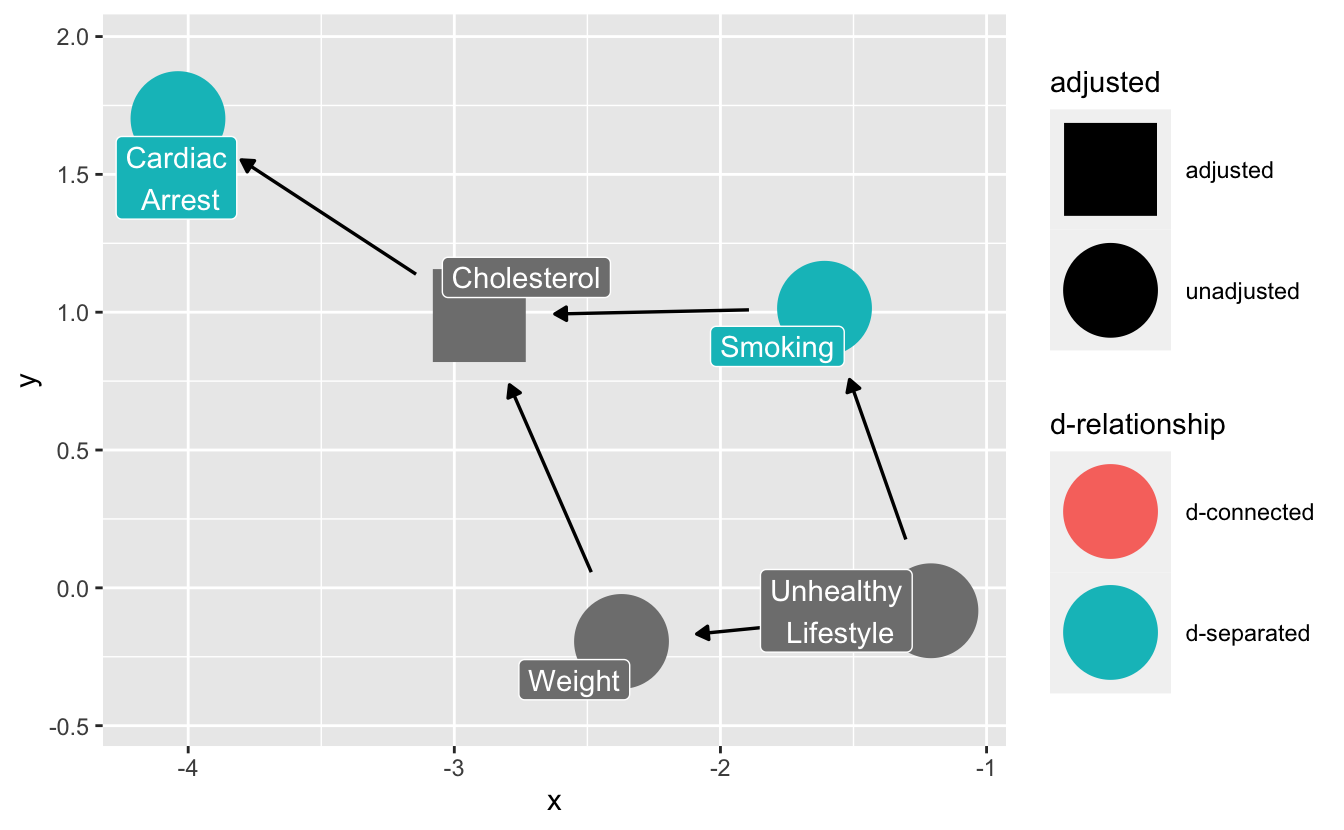 2.0
1.5
1.0
0.5
0.0
-0.5
y
Cardiac
Arrest
Cholesterol
Smoking
Unhealthy
Lifestyle
Weight
-4
-3
-2
-1
x
adjusted
adjusted
unadjusted
d-relationship
d-connected
d-separated